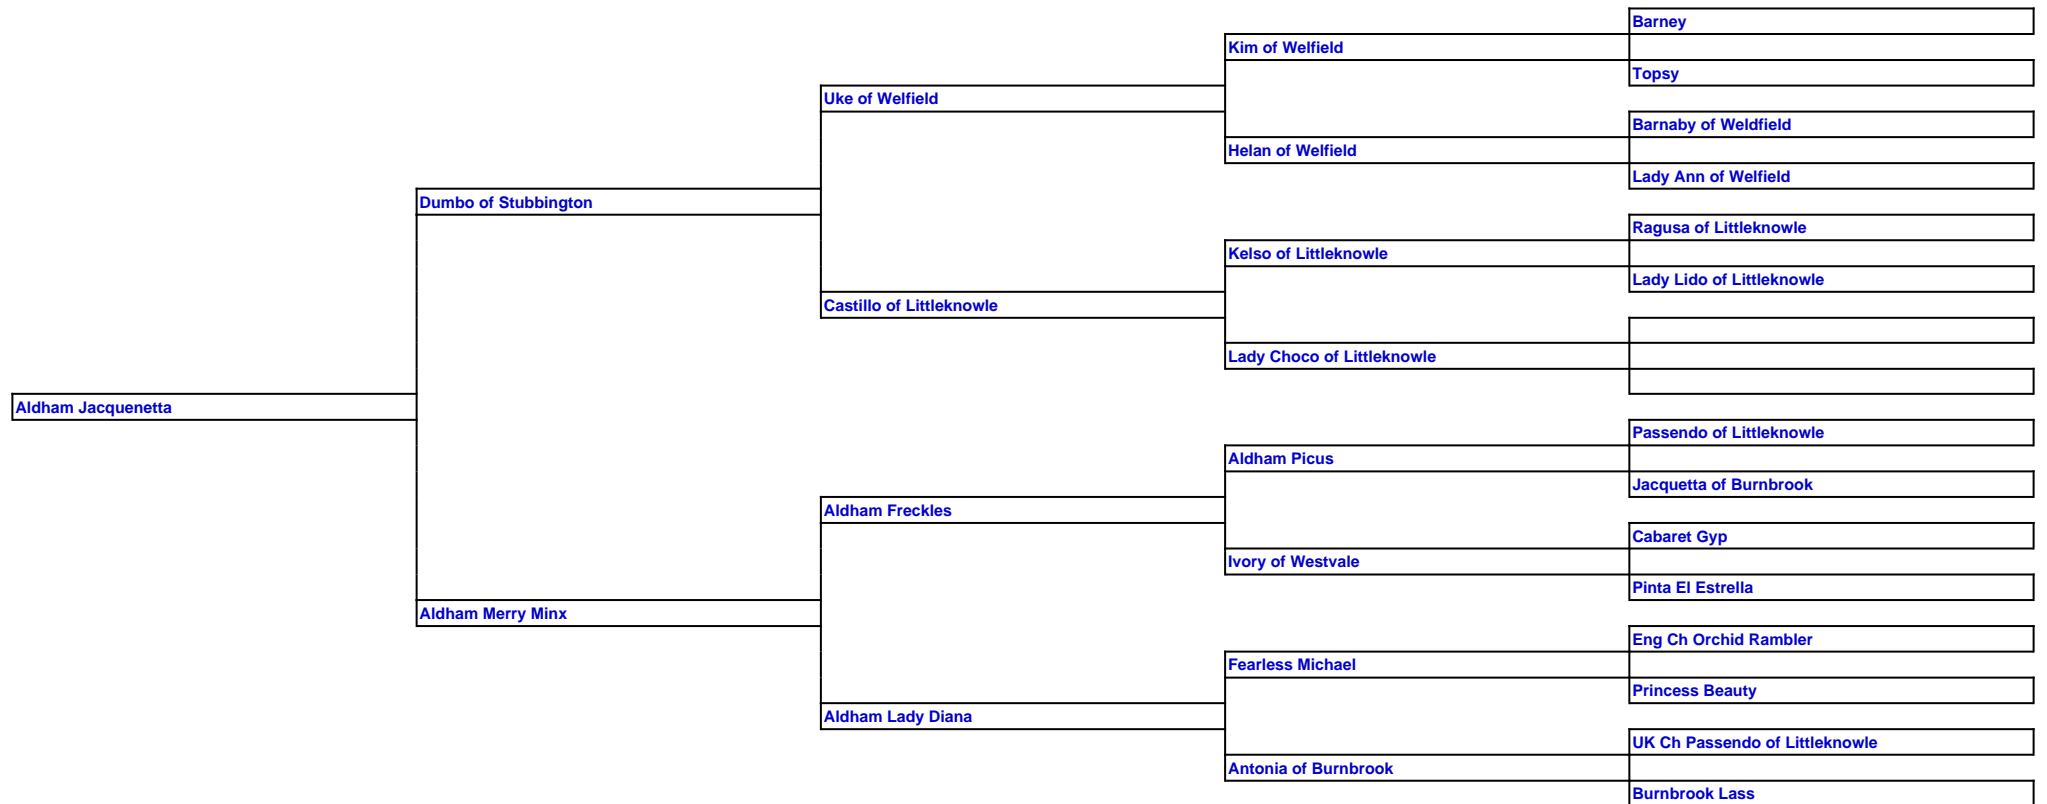 Barney
Kim of Welfield
Topsy
Uke of Welfield
Barnaby of Weldfield
Helan of Welfield
Lady Ann of Welfield
Dumbo of Stubbington
Ragusa of Littleknowle
Kelso of Littleknowle
Lady Lido of Littleknowle
Castillo of Littleknowle
Lady Choco of Littleknowle
Aldham Jacquenetta
Passendo of Littleknowle
Aldham Picus
Jacquetta of Burnbrook
Aldham Freckles
Cabaret Gyp
Ivory of Westvale
Pinta El Estrella
Aldham Merry Minx
Eng Ch Orchid Rambler
Fearless Michael
Princess Beauty
Aldham Lady Diana
UK Ch Passendo of Littleknowle
Antonia of Burnbrook
Burnbrook Lass